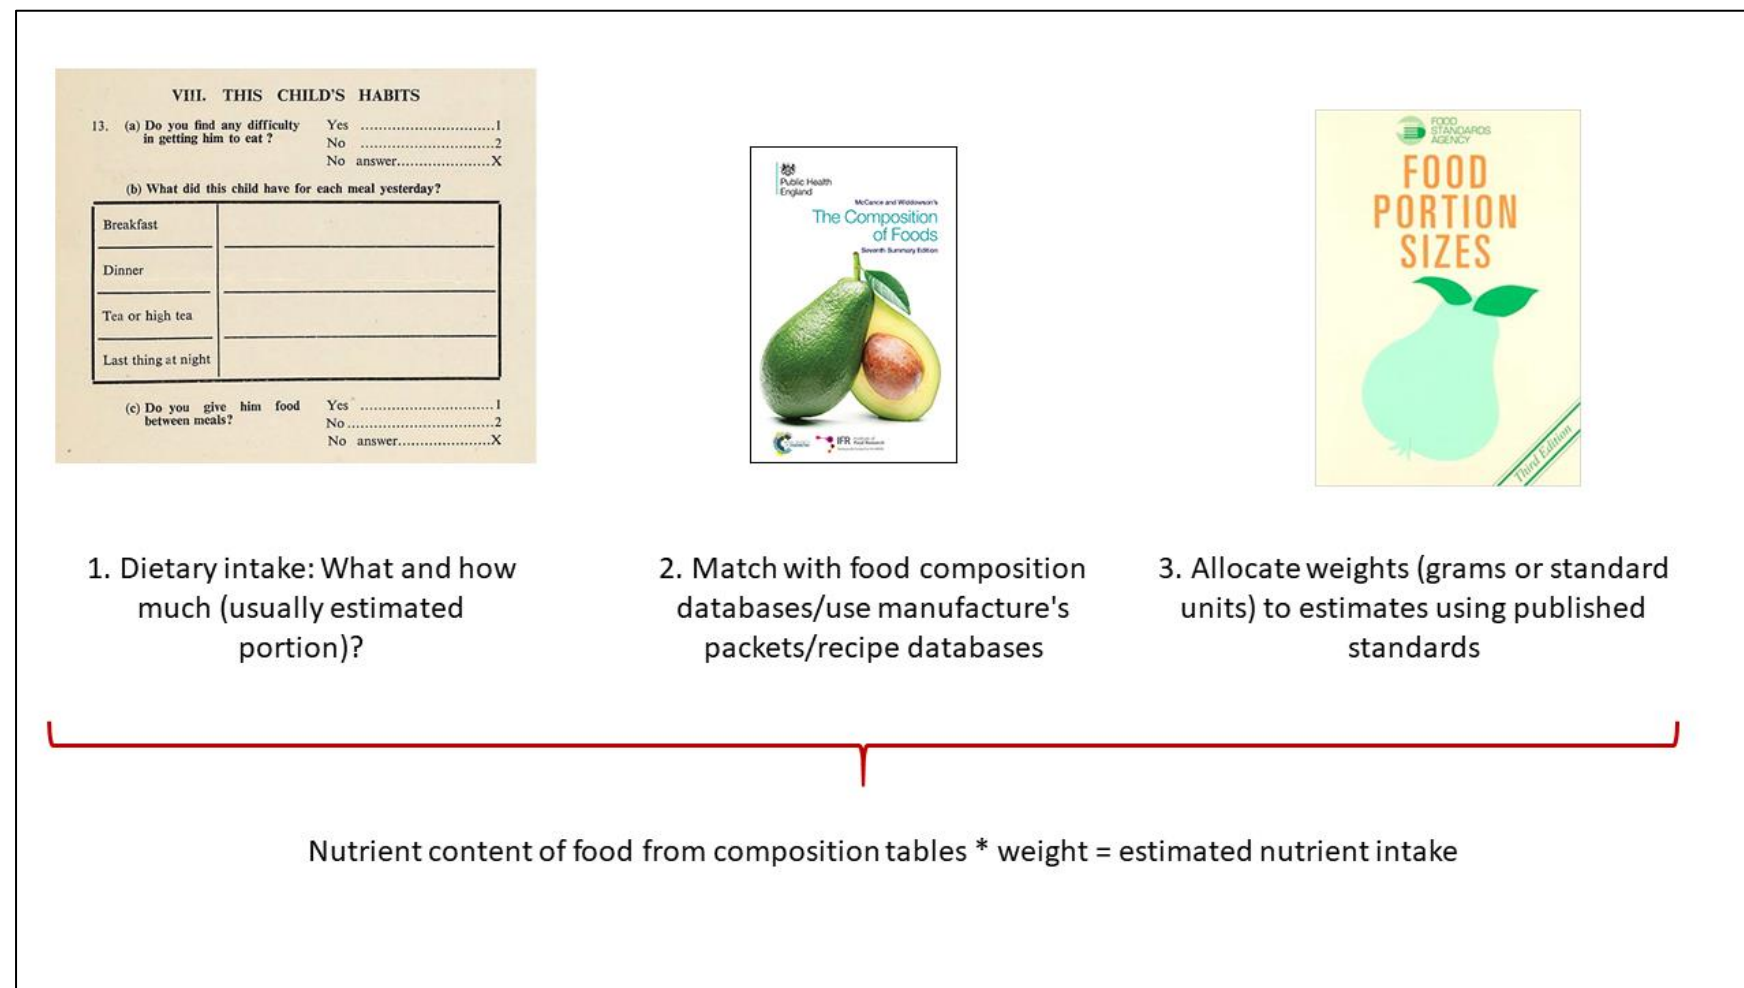 VIII. THIS CHILD'S HABITS
13. (a) Do you find any difficulty
in getting him to eat ?
Yes ..............................1
No ..............................2
No answer.....................X
(b) What did this child have for each meal yesterday?
Breakfast
Dinner
Tea or high tea
Last thing at night
(c) Do you give him food
between meals?
Yes ..............................1
No..................................2
No answer.....................X
Public Health
England
McCance and Widdowson's
The Composition
of Foods
Seventh Summary Edition
IFR Institute of
Food Research
FOOD
STANDARDS
AGENCY
FOOD
PORTION
SIZES
Third Edition
1. Dietary intake: What and how
much (usually estimated
portion)?
2. Match with food composition
databases/use manufacture's
packets/recipe databases
3. Allocate weights (grams or standard
units) to estimates using published
standards
Nutrient content of food from composition tables * weight = estimated nutrient intake